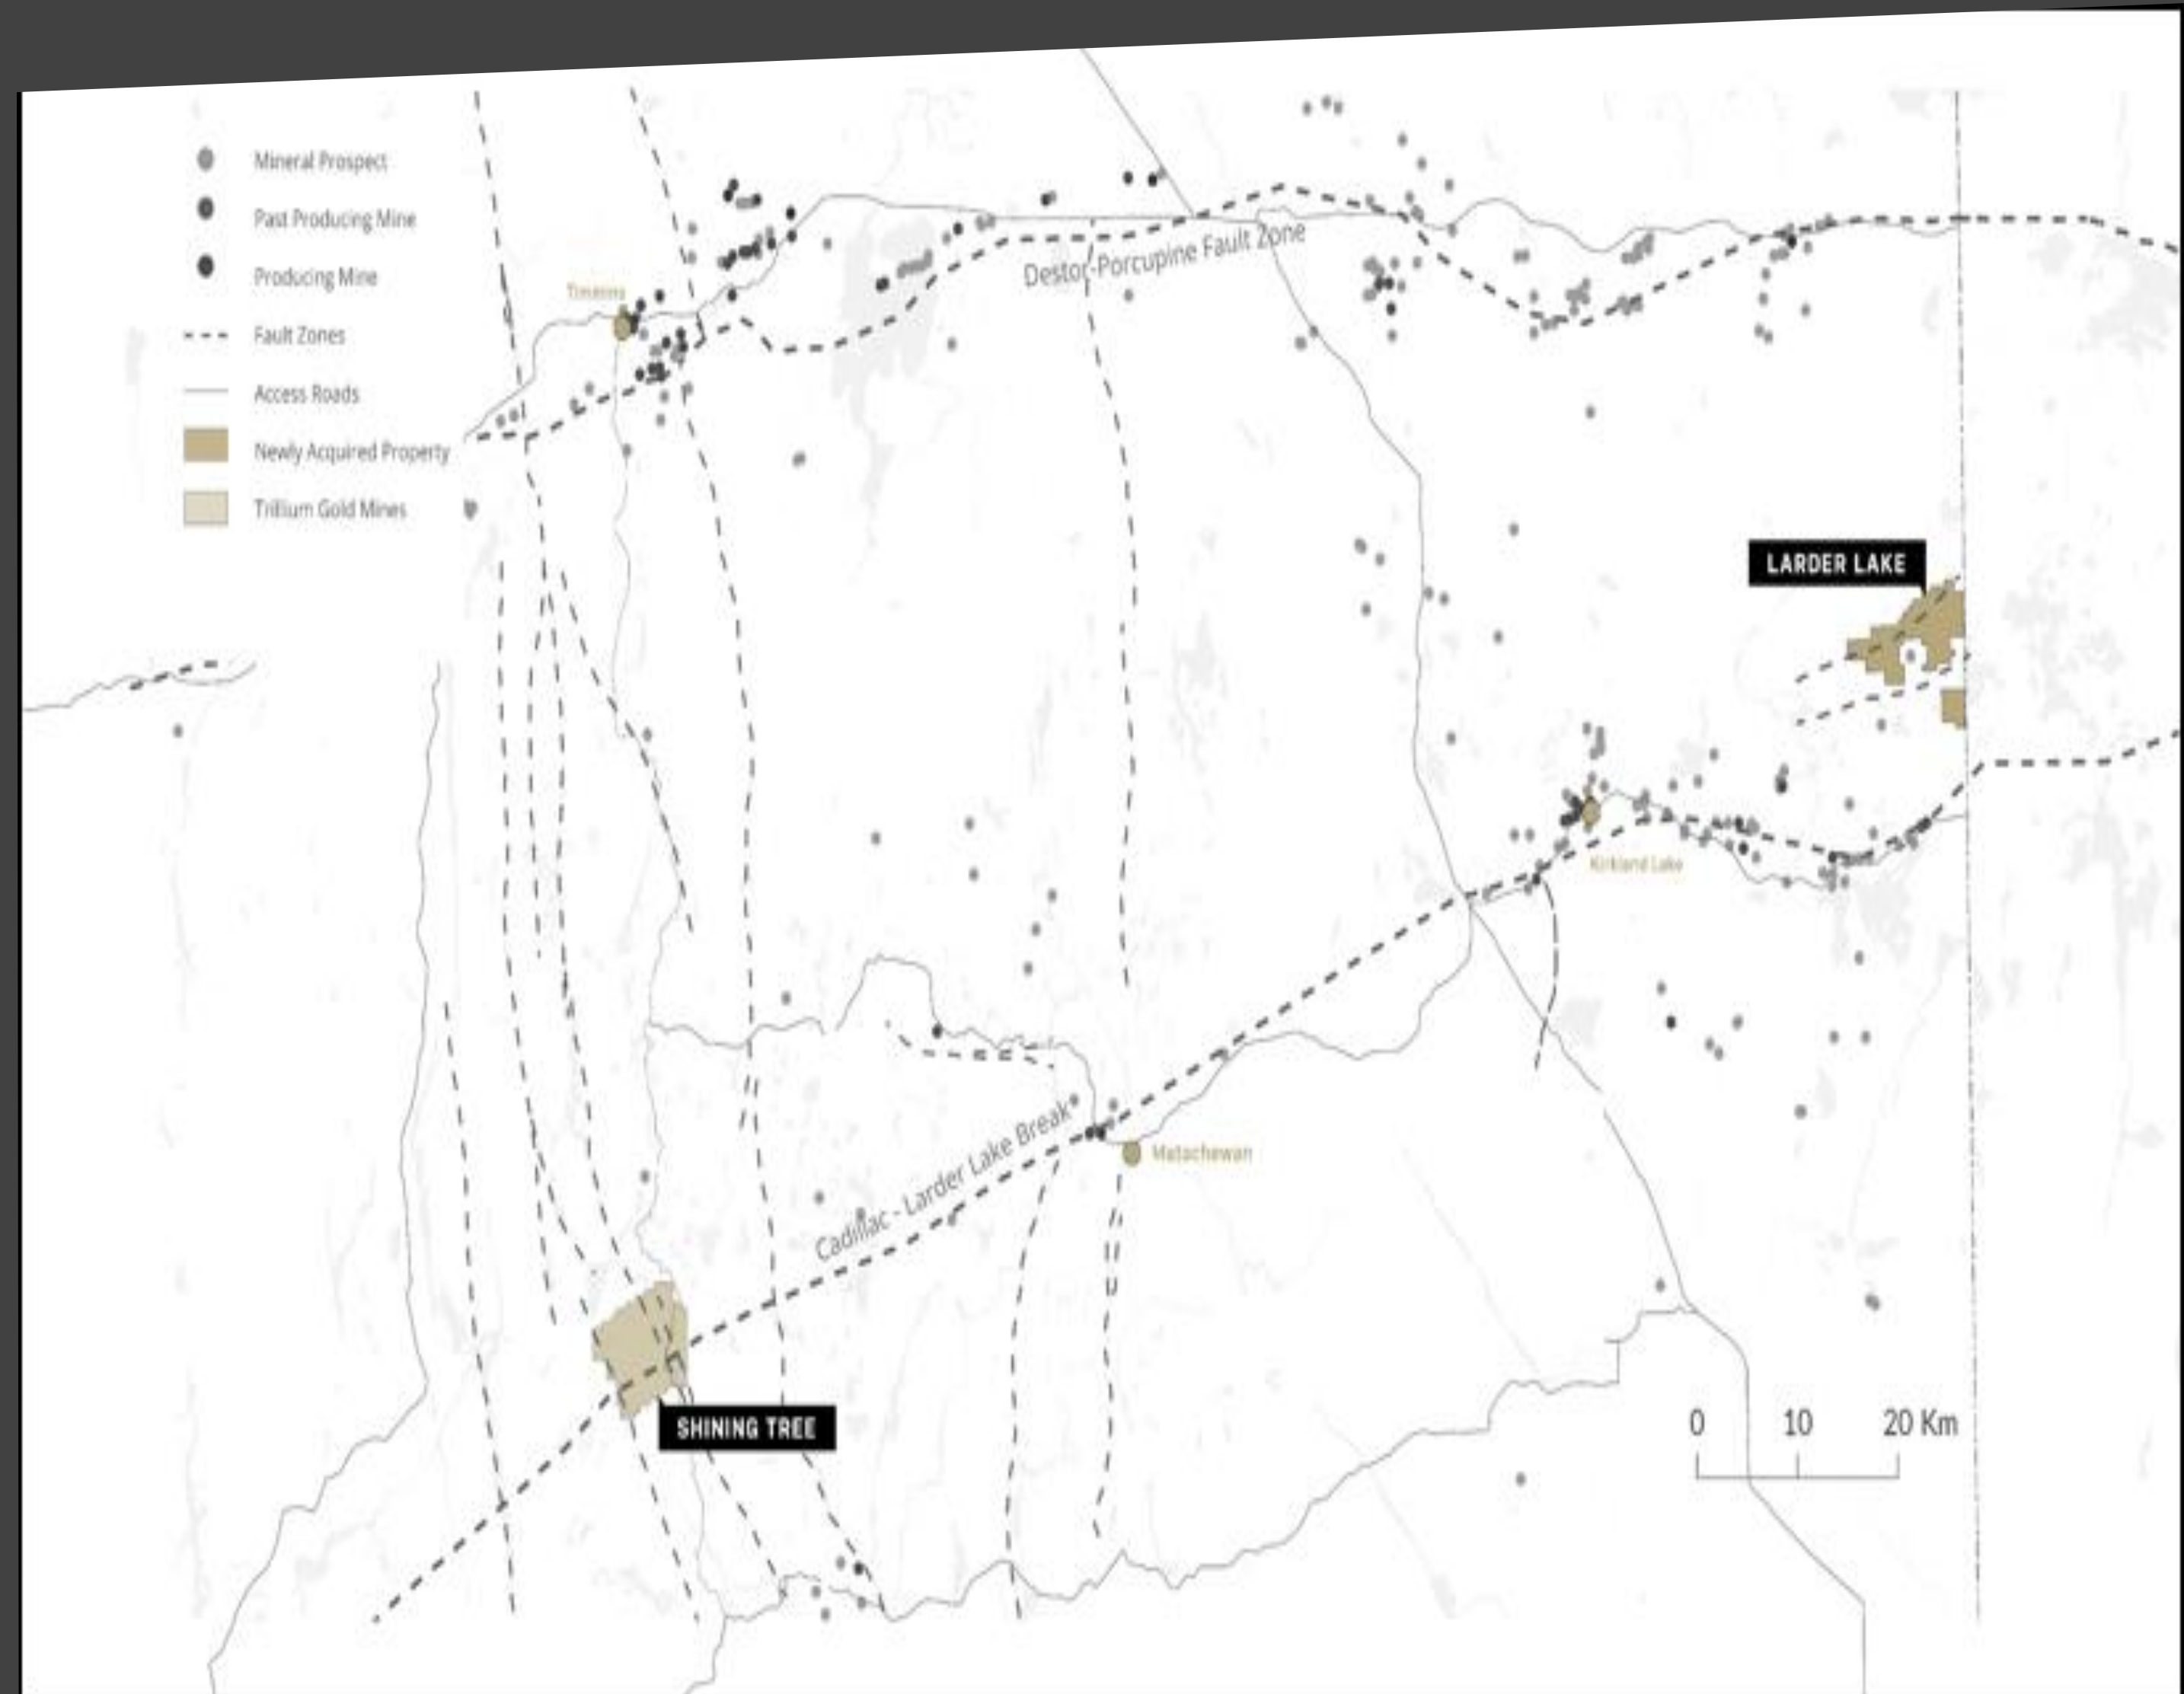 Mineral Prospect
Past Producing Mine
Producing Mine
Fault Zones
Access Roads
Newly Acquired Property
Trillium Gold Mines
Timmins
Destor-Porcupine Fault Zone
LARDER LAKE
Kirkland Lake
Cadillac - Larder Lake Break
Matachewan
SHINING TREE
0 10 20 Km